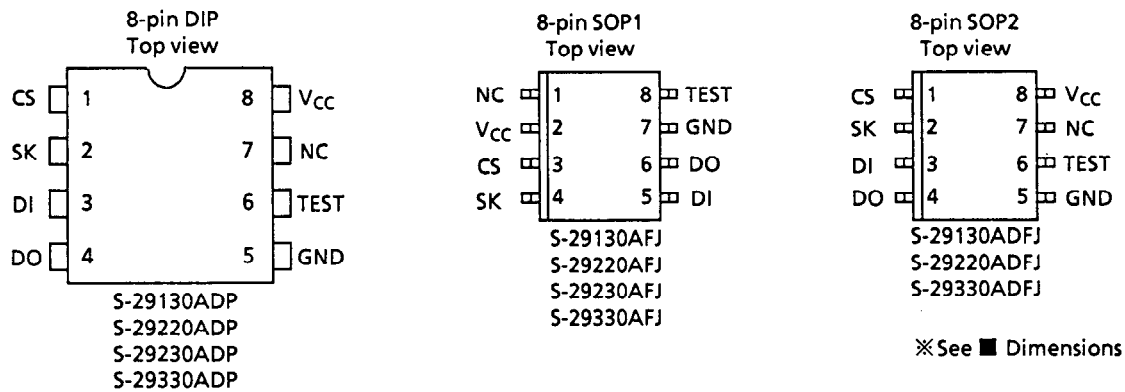 8-pin DIP
Top view
CS 1 8 VCC
SK 2 7 NC
DI 3 6 TEST
DO 4 5 GND
S-29130ADP
S-29220ADP
S-29230ADP
S-29330ADP
8-pin SOP1
Top view
NC 1 8 TEST
VCC 2 7 GND
CS 3 6 DO
SK 4 5 DI
S-29130AFJ
S-29220AFJ
S-29230AFJ
S-29330AFJ
8-pin SOP2
Top view
CS 1 8 VCC
SK 2 7 NC
DI 3 6 TEST
DO 4 5 GND
S-29130ADFJ
S-29220ADFJ
S-29330ADFJ
※See ■ Dimensions